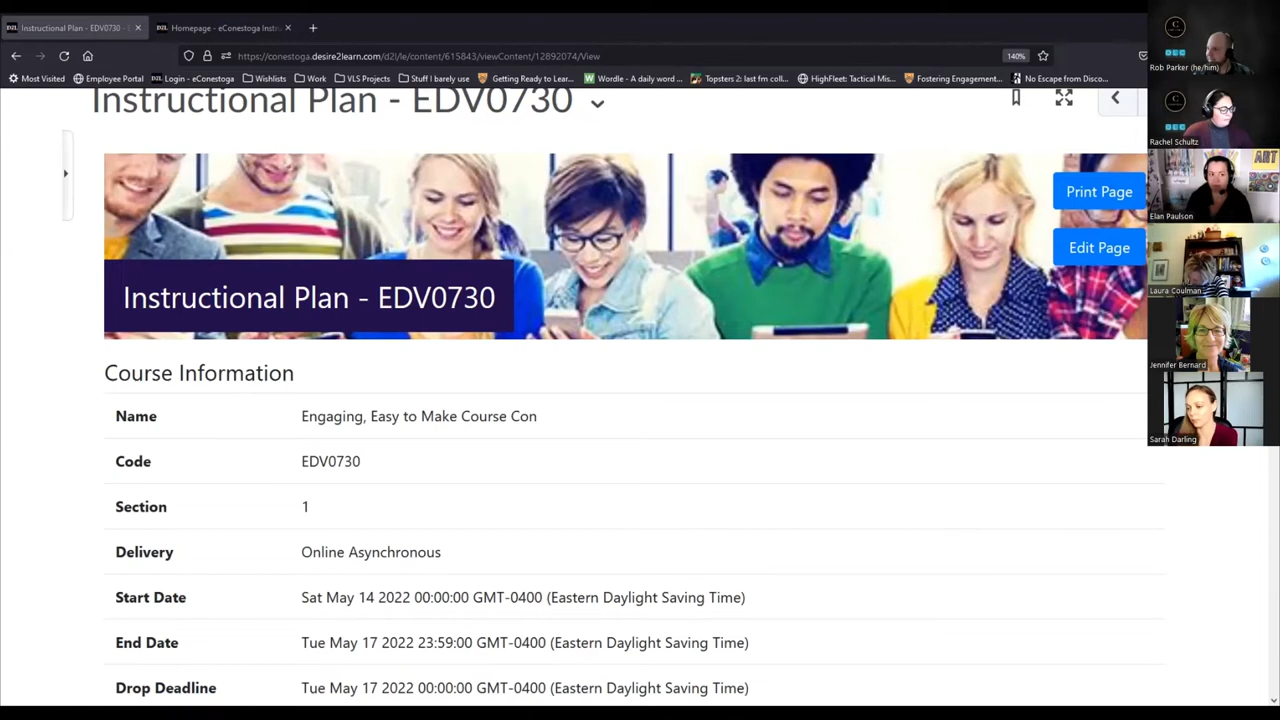 Instructional Plan - EDV0730 -
Homepage - eConestoga Instru
https://conestoga.desire2learn.com/d2l/le/content/615843/viewContent/12892074/View
140%
Most Visited
Employee Portal
D2L
Login - eConestoga
Wishlists
Work
VLS Projects
Stuff I barely use
Getting Ready to Lear...
Wordle - A daily word ...
Topsters 2: last fm coll...
HighFleet: Tactical Mis...
Fostering Engagement...
No Escape from Disco...
Instructional Plan - EDV0730
Print Page
Edit Page
Instructional Plan - EDV0730
Course Information
Name Engaging, Easy to Make Course Con
Code EDV0730
Section 1
Delivery Online Asynchronous
Start Date Sat May 14 2022 00:00:00 GMT-0400 (Eastern Daylight Saving Time)
End Date Tue May 17 2022 23:59:00 GMT-0400 (Eastern Daylight Saving Time)
Drop Deadline Tue May 17 2022 00:00:00 GMT-0400 (Eastern Daylight Saving Time)
Rob Parker (he/him)
Rachel Schultz
ART
Elan Paulson
Laura Coulman
Jennifer Bernard
Sarah Darling